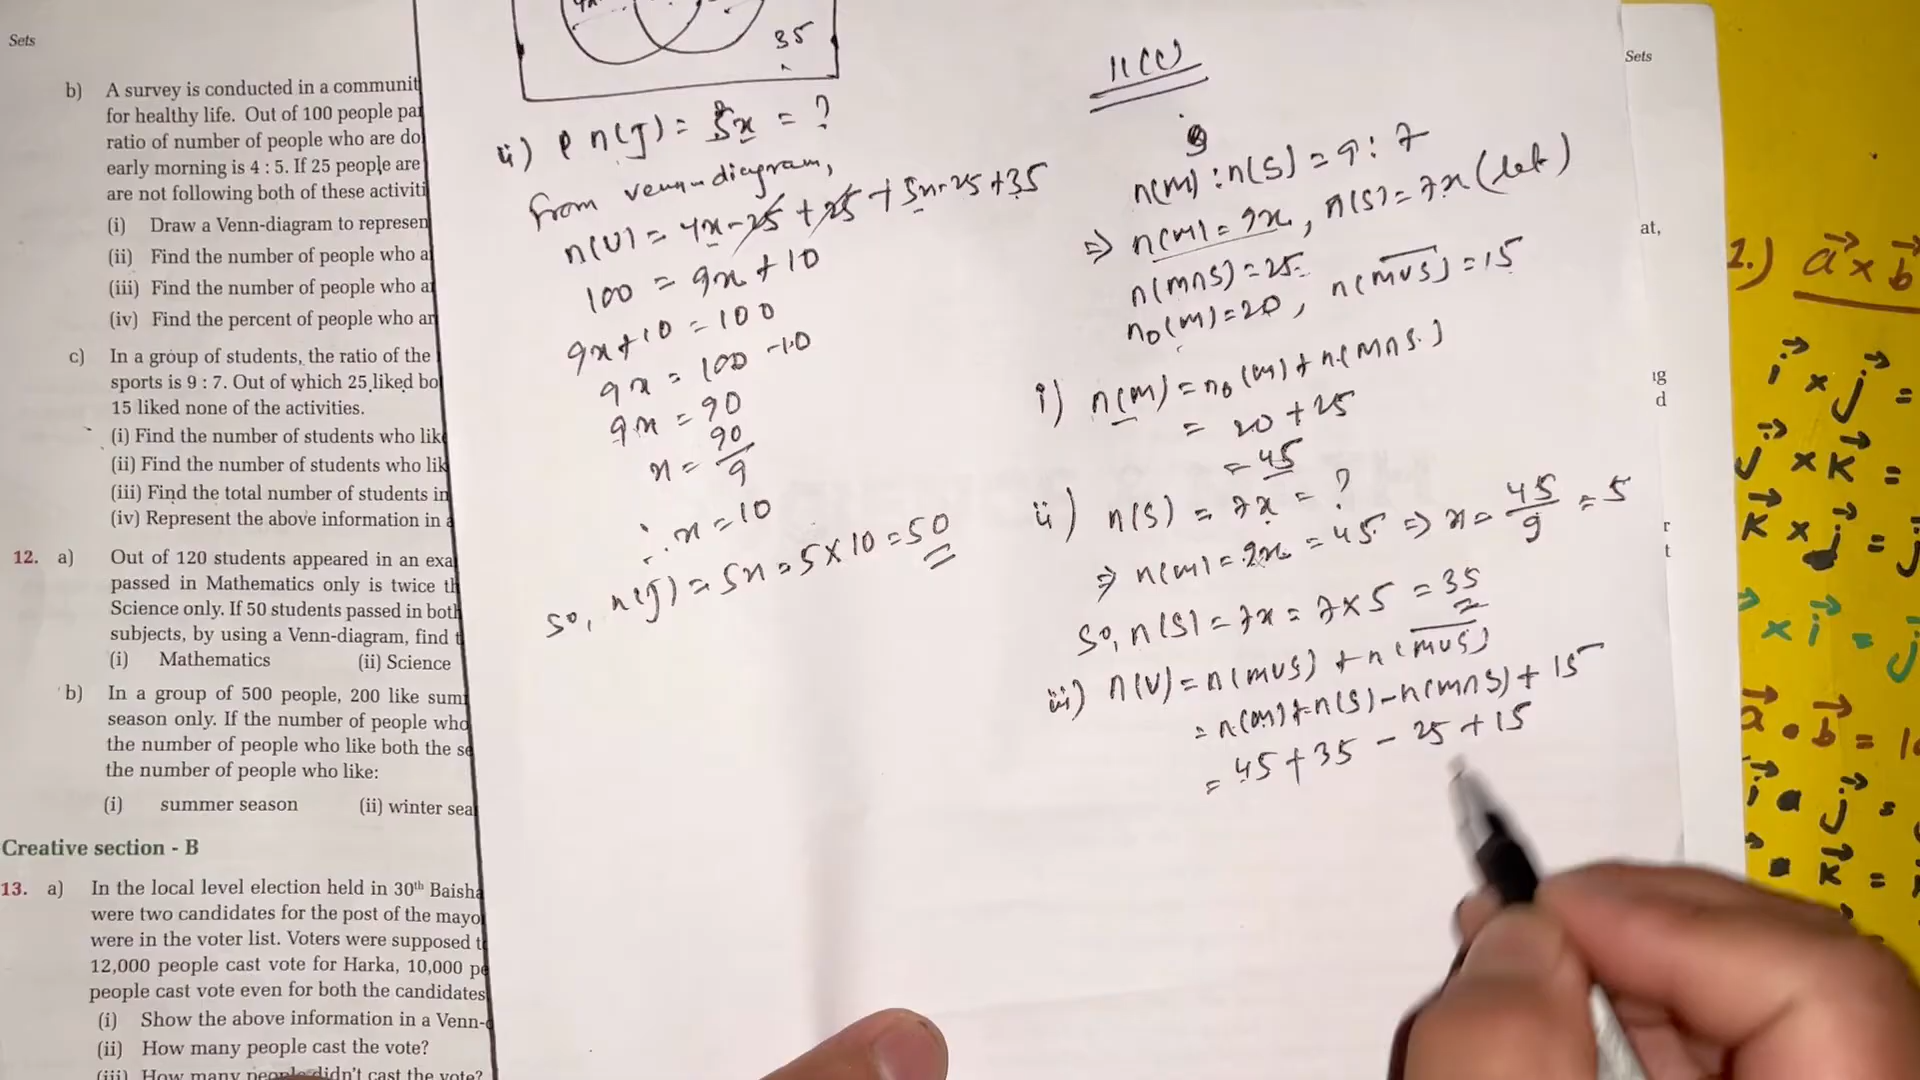 Sets
b) A survey is conducted in a communit
for healthy life. Out of 100 people pa
ratio of number of people who are do
early morning is 4 : 5. If 25 people are
are not following both of these activiti
(i) Draw a Venn-diagram to represen
(ii) Find the number of people who a
(iii) Find the number of people who a
(iv) Find the percent of people who ar
c) In a group of students, the ratio of the
sports is 9 : 7. Out of which 25 liked bo
15 liked none of the activities.
(i) Find the number of students who lik
(ii) Find the number of students who lik
(iii) Find the total number of students in
(iv) Represent the above information in a
12. a) Out of 120 students appeared in an exa
passed in Mathematics only is twice th
Science only. If 50 students passed in both
subjects, by using a Venn-diagram, find t
(i) Mathematics (ii) Science
b) In a group of 500 people, 200 like sum
season only. If the number of people who
the number of people who like both the se
the number of people who like:
(i) summer season (ii) winter sea
Creative section - B
13. a) In the local level election held in 30th Baisha
were two candidates for the post of the mayo
were in the voter list. Voters were supposed t
12,000 people cast vote for Harka, 10,000 pe
people cast vote even for both the candidates
(i) Show the above information in a Venn-d
(ii) How many people cast the vote?
(iii) How many people didn't cast the vote?
35
ii) n(J) = 5x = ?
from venn-diagram,
n(U) = 4x - 25 + 25 + 5x - 25 + 35
100 = 9x + 10
9x + 10 = 100
9x = 100 - 10
9x = 90
x = 90/9
∴ x = 10
So, n(J) = 5x = 5 × 10 = 50
11(c)
n(M) : n(S) = 9 : 7
⇒ n(M) = 9x, n(S) = 7x (let)
n(M∩S) = 25
n₀(M) = 20, n(M∪S)‾ = 15
i) n(M) = n₀(M) + n(M∩S)
= 20 + 25
= 45
ii) n(S) = 7x = ?
⇒ n(M) = 9x = 45 ⇒ x = 45/9 = 5
So, n(S) = 7x = 7 × 5 = 35
iii) n(U) = n(M∪S) + n(M∪S)‾
= n(M) + n(S) - n(M∩S) + 15
= 45 + 35 - 25 + 15
Sets
at,
ig
d
r
t
1.) a⃗ × b⃗
i⃗ × j⃗ =
j⃗ × k⃗ =
k⃗ × j⃗ = j
× i⃗ = j
a⃗ • b⃗ = 1
i⃗ • j⃗ =
• k⃗ =